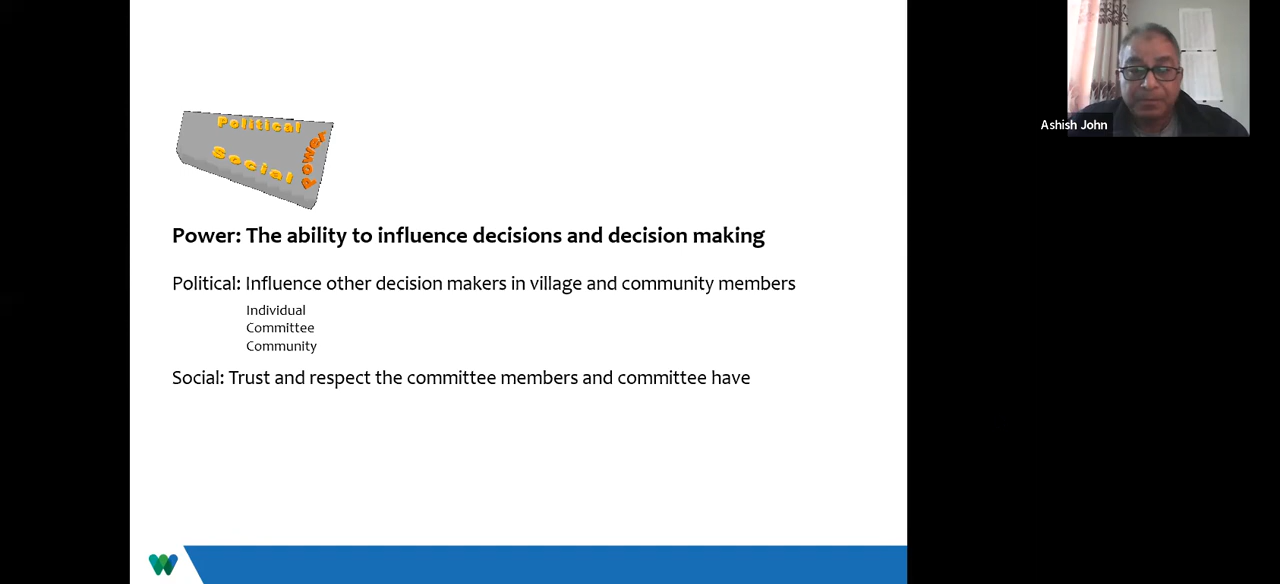 Political
Social
Power
Ashish John
Power: The ability to influence decisions and decision making
Political: Influence other decision makers in village and community members
Individual
Committee
Community
Social: Trust and respect the committee members and committee have